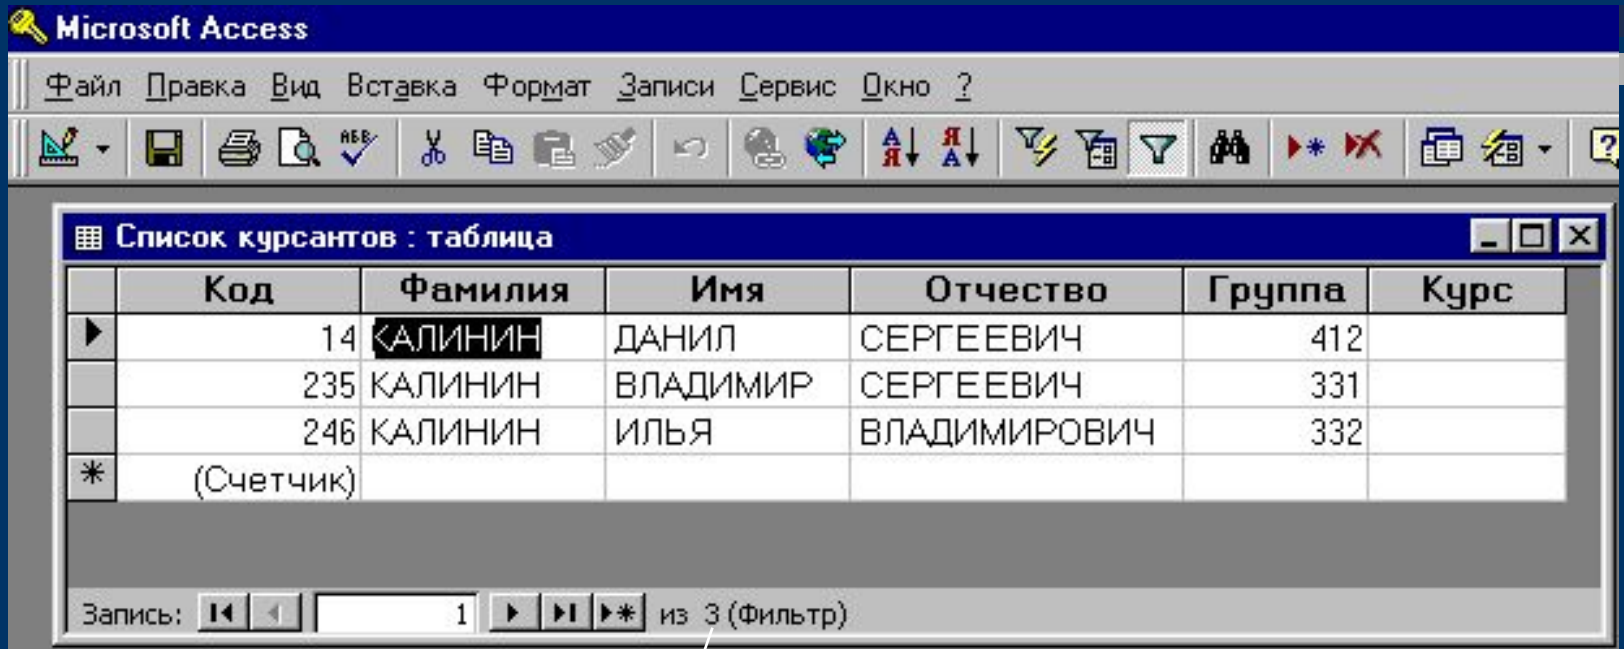 Microsoft Access
Файл Правка Вид Вставка Формат Записи Сервис Окно ?
Список курсантов : таблица
Код Фамилия Имя Отчество Группа Курс
14 КАЛИНИН ДАНИЛ СЕРГЕЕВИЧ 412
235 КАЛИНИН ВЛАДИМИР СЕРГЕЕВИЧ 331
246 КАЛИНИН ИЛЬЯ ВЛАДИМИРОВИЧ 332
(Счетчик)
Запись: 1 из 3 (Фильтр)